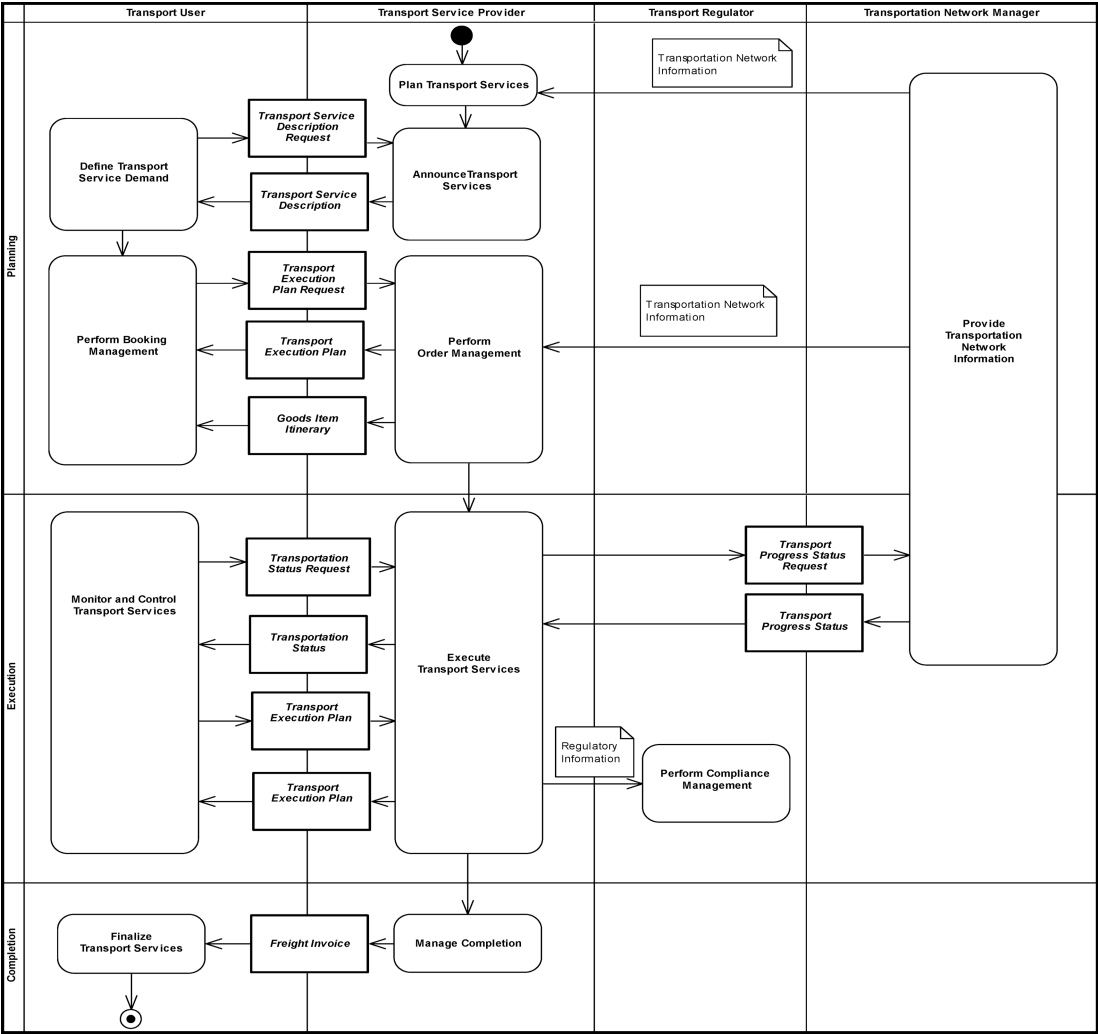 Transport User
Transport Service Provider
Transport Regulator
Transportation Network Manager
Planning
Transportation Network
Information
Plan Transport Services
Transport Service
Description
Request
Define Transport
Service Demand
AnnounceTransport
Services
Transport Service
Description
Transport
Execution
Plan Request
Transportation Network
Information
Perform Booking
Management
Transport
Execution Plan
Perform
Order Management
Provide
Transportation
Network
Information
Goods Item
Itinerary
Execution
Transportation
Status Request
Transport
Progress Status
Request
Monitor and Control
Transport Services
Transport
Progress Status
Transportation
Status
Execute
Transport Services
Transport
Execution Plan
Regulatory
Information
Perform Compliance
Management
Transport
Execution Plan
Completion
Finalize
Transport Services
Freight Invoice
Manage Completion